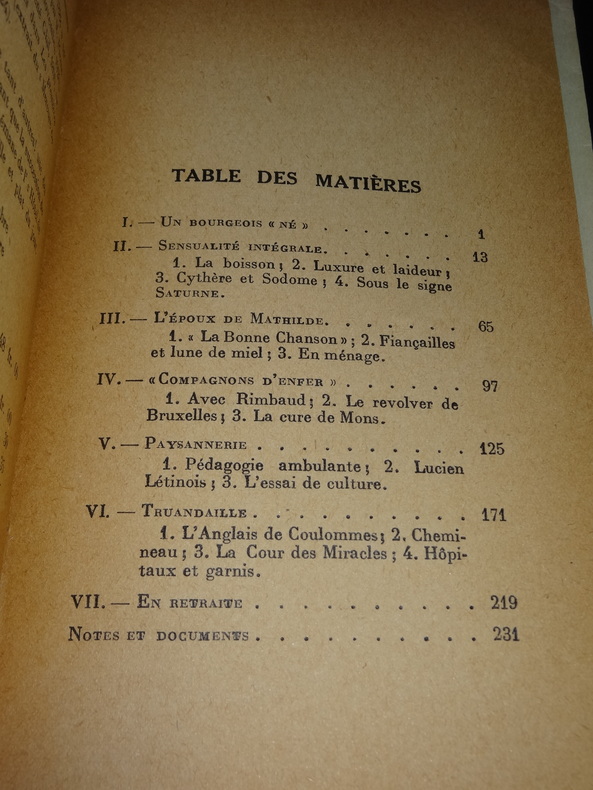 TABLE DES MATIÈRES
I. — Un bourgeois « né » . . . . . . . 1
II. — Sensualité intégrale. . . . . . . 13
1. La boisson ; 2. Luxure et laideur ;
3. Cythère et Sodome ; 4. Sous le signe
Saturne.
III. — L'époux de Mathilde. . . . . . . 65
1. « La Bonne Chanson » ; 2. Fiançailles
et lune de miel ; 3. En ménage.
IV. — « Compagnons d'enfer » . . . . . . 97
1. Avec Rimbaud ; 2. Le revolver de
Bruxelles ; 3. La cure de Mons.
V. — Paysannerie . . . . . . . . . . 125
1. Pédagogie ambulante ; 2. Lucien
Létinois ; 3. L'essai de culture.
VI. — Truandaille . . . . . . . . . . 171
1. L'Anglais de Coulommes ; 2. Chemi-
neau ; 3. La Cour des Miracles ; 4. Hôpi-
taux et garnis.
VII. — En retraite . . . . . . . . . . 219
Notes et documents . . . . . . . . . . 231